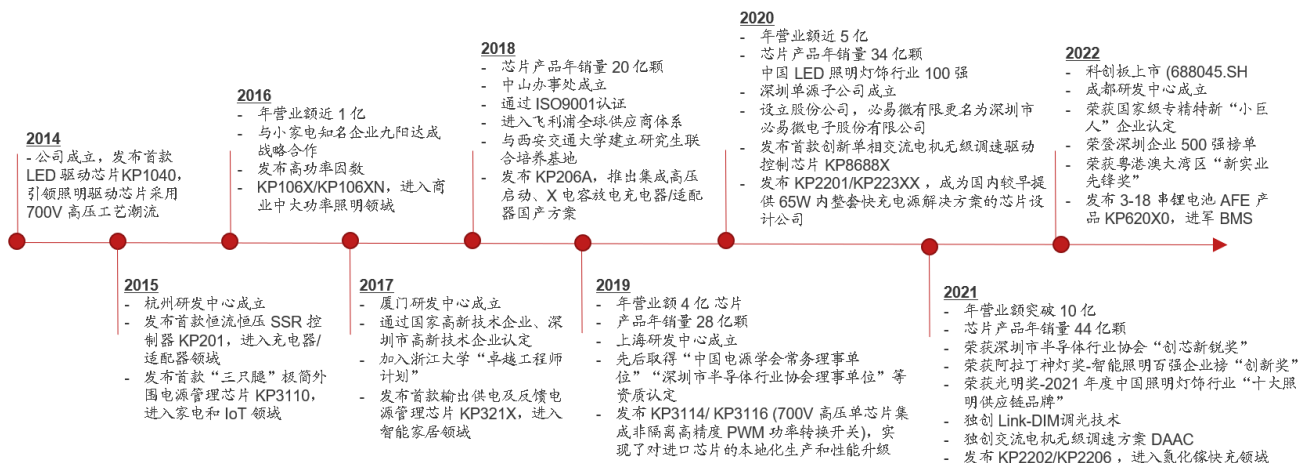 2014
- 公司成立，发布首款
LED 驱动芯片KP1040，
引领照明驱动芯片采用
700V 高压工艺潮流
2015
- 杭州研发中心成立
- 发布首款恒流恒压 SSR 控
制器 KP201，进入充电器/
适配器领域
- 发布首款“三只腿”极简外
围电源管理芯片 KP3110，
进入家电和 IoT 领域
2016
- 年营业额近 1 亿
- 与小家电知名企业九阳达成
战略合作
- 发布高功率因数
KP106X/KP106XN，进入商
业中大功率照明领域
2017
- 厦门研发中心成立
- 通过国家高新技术企业、深
圳市高新技术企业认定
- 加入浙江大学“卓越工程师
计划”
- 发布首款输出供电及反馈电
源管理芯片 KP321X，进入
智能家居领域
2018
- 芯片产品年销量 20 亿颗
- 中山办事处成立
- 通过 ISO9001认证
- 进入飞利浦全球供应商体系
- 与西安交通大学建立研究生联
合培养基地
- 发布 KP206A，推出集成高压
启动、X 电容放电充电器/适配
器国产方案
2019
- 年营业额 4 亿 芯片
- 产品年销量 28 亿颗
- 上海研发中心成立
- 先后取得“中国电源学会常务理事单
位”“深圳市半导体行业协会理事单位”等
资质认定
- 发布 KP3114/ KP3116 (700V 高压单芯片集
成非隔离高精度 PWM 功率转换开关)，实
现了对进口芯片的本地化生产和性能升级
2020
- 年营业额近 5 亿
- 芯片产品年销量 34 亿颗
中国 LED 照明灯饰行业 100 强
- 深圳单源子公司成立
- 设立股份公司，必易微有限更名为深圳市
必易微电子股份有限公司
- 发布首款创新单相交流电机无级调速驱动
控制芯片 KP8688X
- 发布 KP2201/KP223XX ，成为国内较早提
供 65W 内整套快充电源解决方案的芯片设
计公司
2021
- 年营业额突破 10 亿
- 芯片产品年销量 44 亿颗
- 荣获深圳市半导体行业协会“创芯新锐奖”
- 荣获阿拉丁神灯奖-智能照明百强企业榜“创新奖”
- 荣获光明奖-2021 年度中国照明灯饰行业“十大照
明供应链品牌”
- 独创 Link-DIM调光技术
- 独创交流电机无级调速方案 DAAC
- 发布 KP2202/KP2206 ，进入氮化镓快充领域
2022
- 科创板上市 (688045.SH
- 成都研发中心成立
- 荣获国家级专精特新“小巨
人”企业认定
- 荣登深圳企业 500 强榜单
- 荣获粤港澳大湾区“新实业
先锋奖”
- 发布 3-18 串锂电池 AFE 产
品 KP620X0，进军 BMS